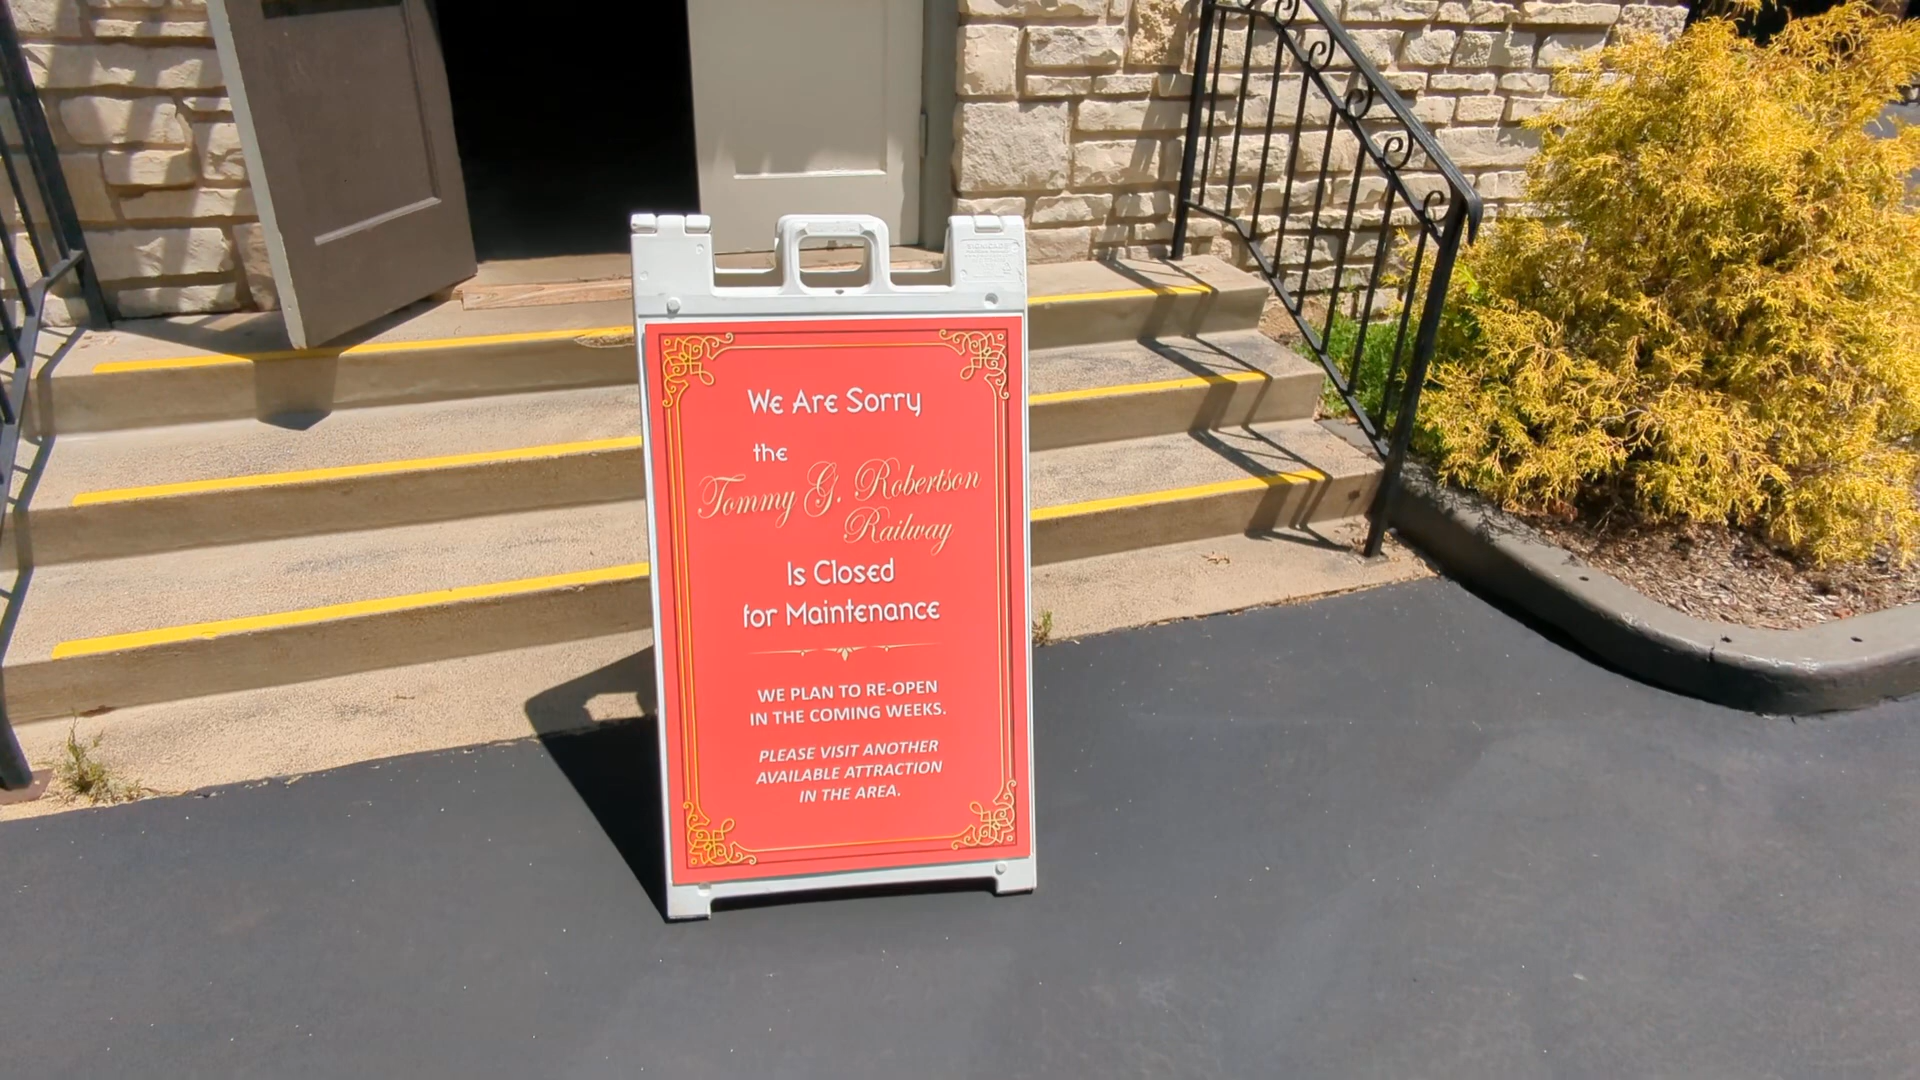 We Are Sorry
the
Tommy G. Robertson
Railway
Is Closed
for Maintenance
WE PLAN TO RE-OPEN
IN THE COMING WEEKS.
PLEASE VISIT ANOTHER
AVAILABLE ATTRACTION
IN THE AREA.